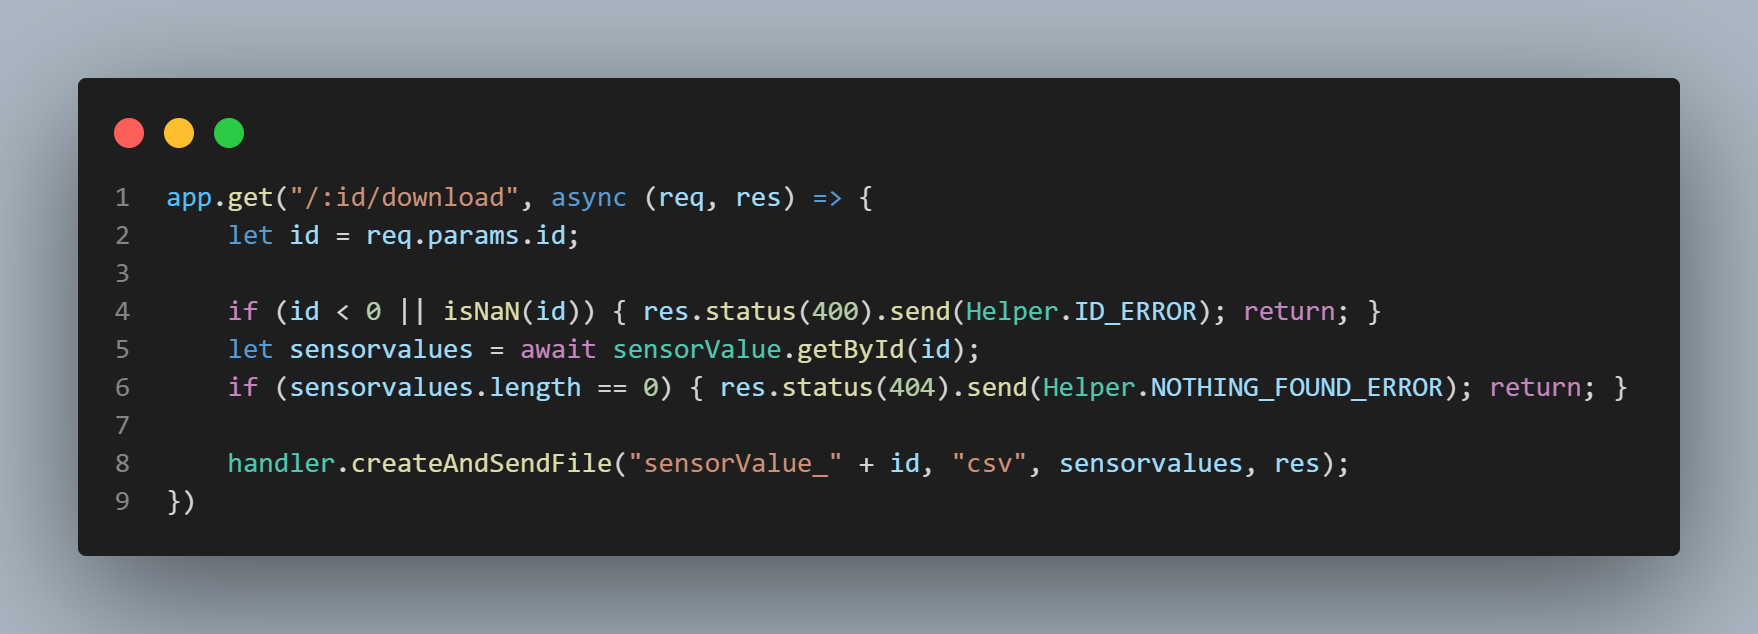 1 app.get("/:id/download", async (req, res) => {
2     let id = req.params.id;
3
4     if (id < 0 || isNaN(id)) { res.status(400).send(Helper.ID_ERROR); return; }
5     let sensorvalues = await sensorValue.getById(id);
6     if (sensorvalues.length == 0) { res.status(404).send(Helper.NOTHING_FOUND_ERROR); return; }
7
8     handler.createAndSendFile("sensorValue_" + id, "csv", sensorvalues, res);
9 })